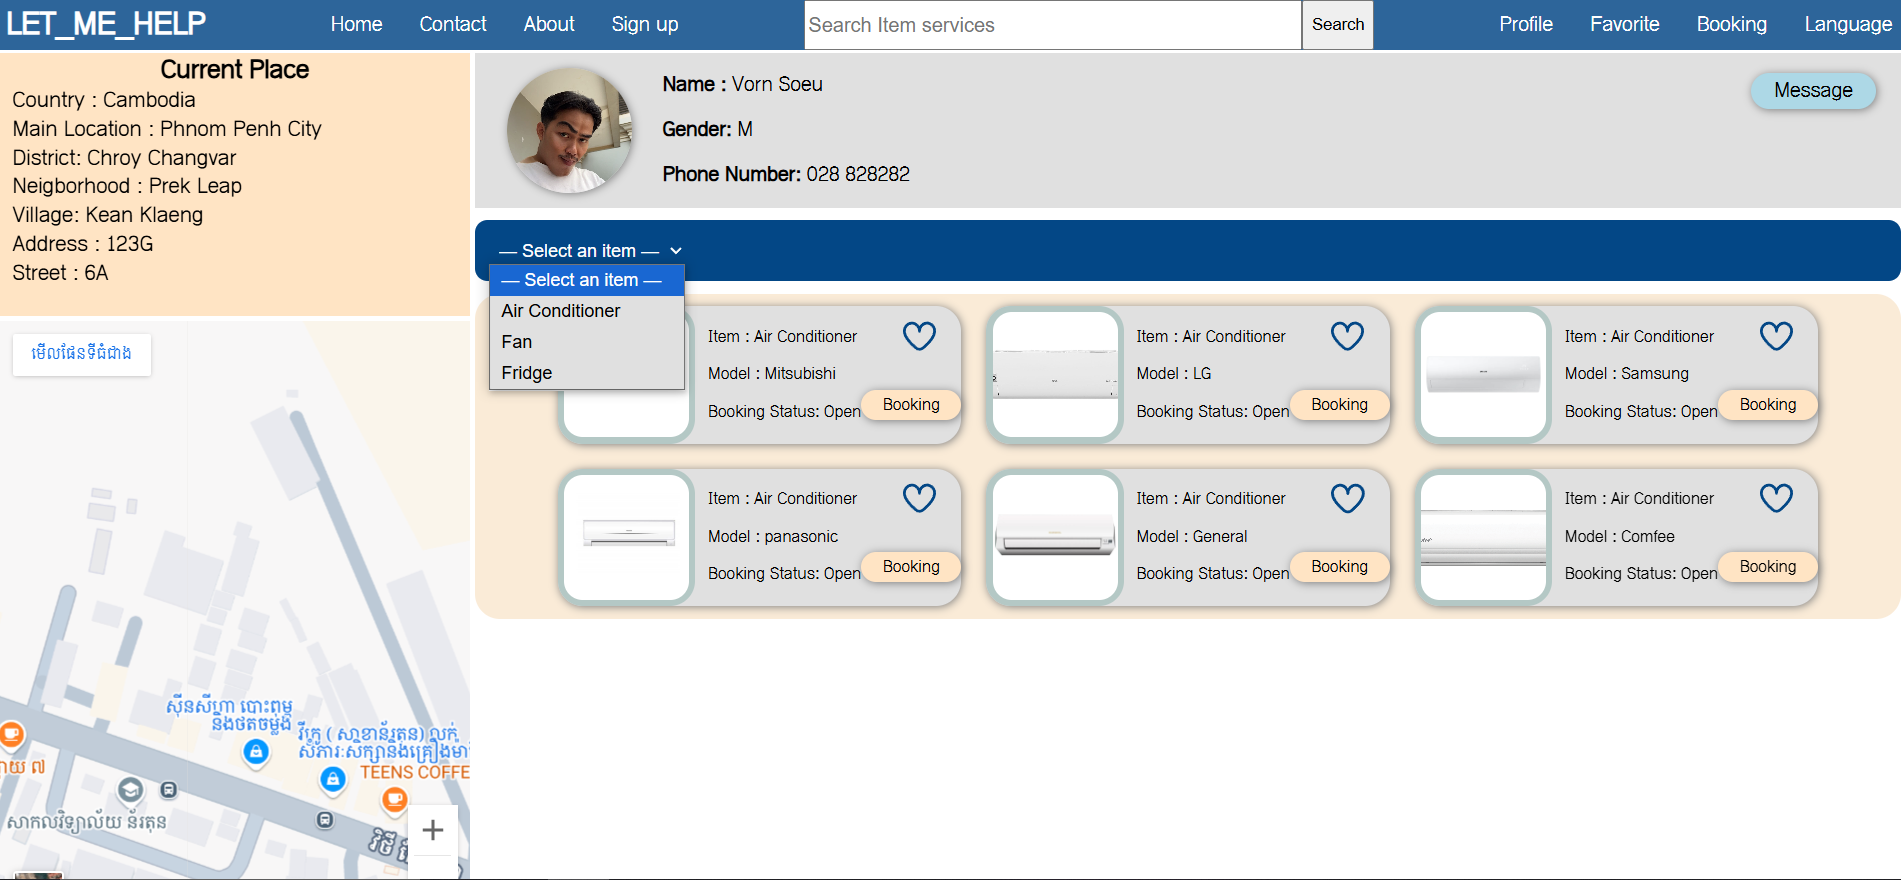 LET_ME_HELP
Home Contact About Sign up
Search Item services
Search
Profile Favorite Booking Language
Current Place
Country : Cambodia
Main Location : Phnom Penh City
District: Chroy Changvar
Neigborhood : Prek Leap
Village: Kean Klaeng
Address : 123G
Street : 6A
មើលផែនទីធំជាង
ស៊ីនស៊ីហា បោះពុម្ព
និងថតចម្លង
វីហ្គេ ( សាខាន័រតុន) លក់
សំភារៈសិក្សានិងគ្រឿងមា
TEENS COFFE
សាកលវិទ្យាល័យ ន័រតុន
Name : Vorn Soeu
Gender: M
Phone Number: 028 828282
Message
— Select an item —
— Select an item —
Air Conditioner
Fan
Fridge
Item : Air Conditioner
Model : Mitsubishi
Booking Status: Open
Booking
Item : Air Conditioner
Model : LG
Booking Status: Open
Booking
Item : Air Conditioner
Model : Samsung
Booking Status: Open
Booking
Item : Air Conditioner
Model : panasonic
Booking Status: Open
Booking
Item : Air Conditioner
Model : General
Booking Status: Open
Booking
Item : Air Conditioner
Model : Comfee
Booking Status: Open
Booking